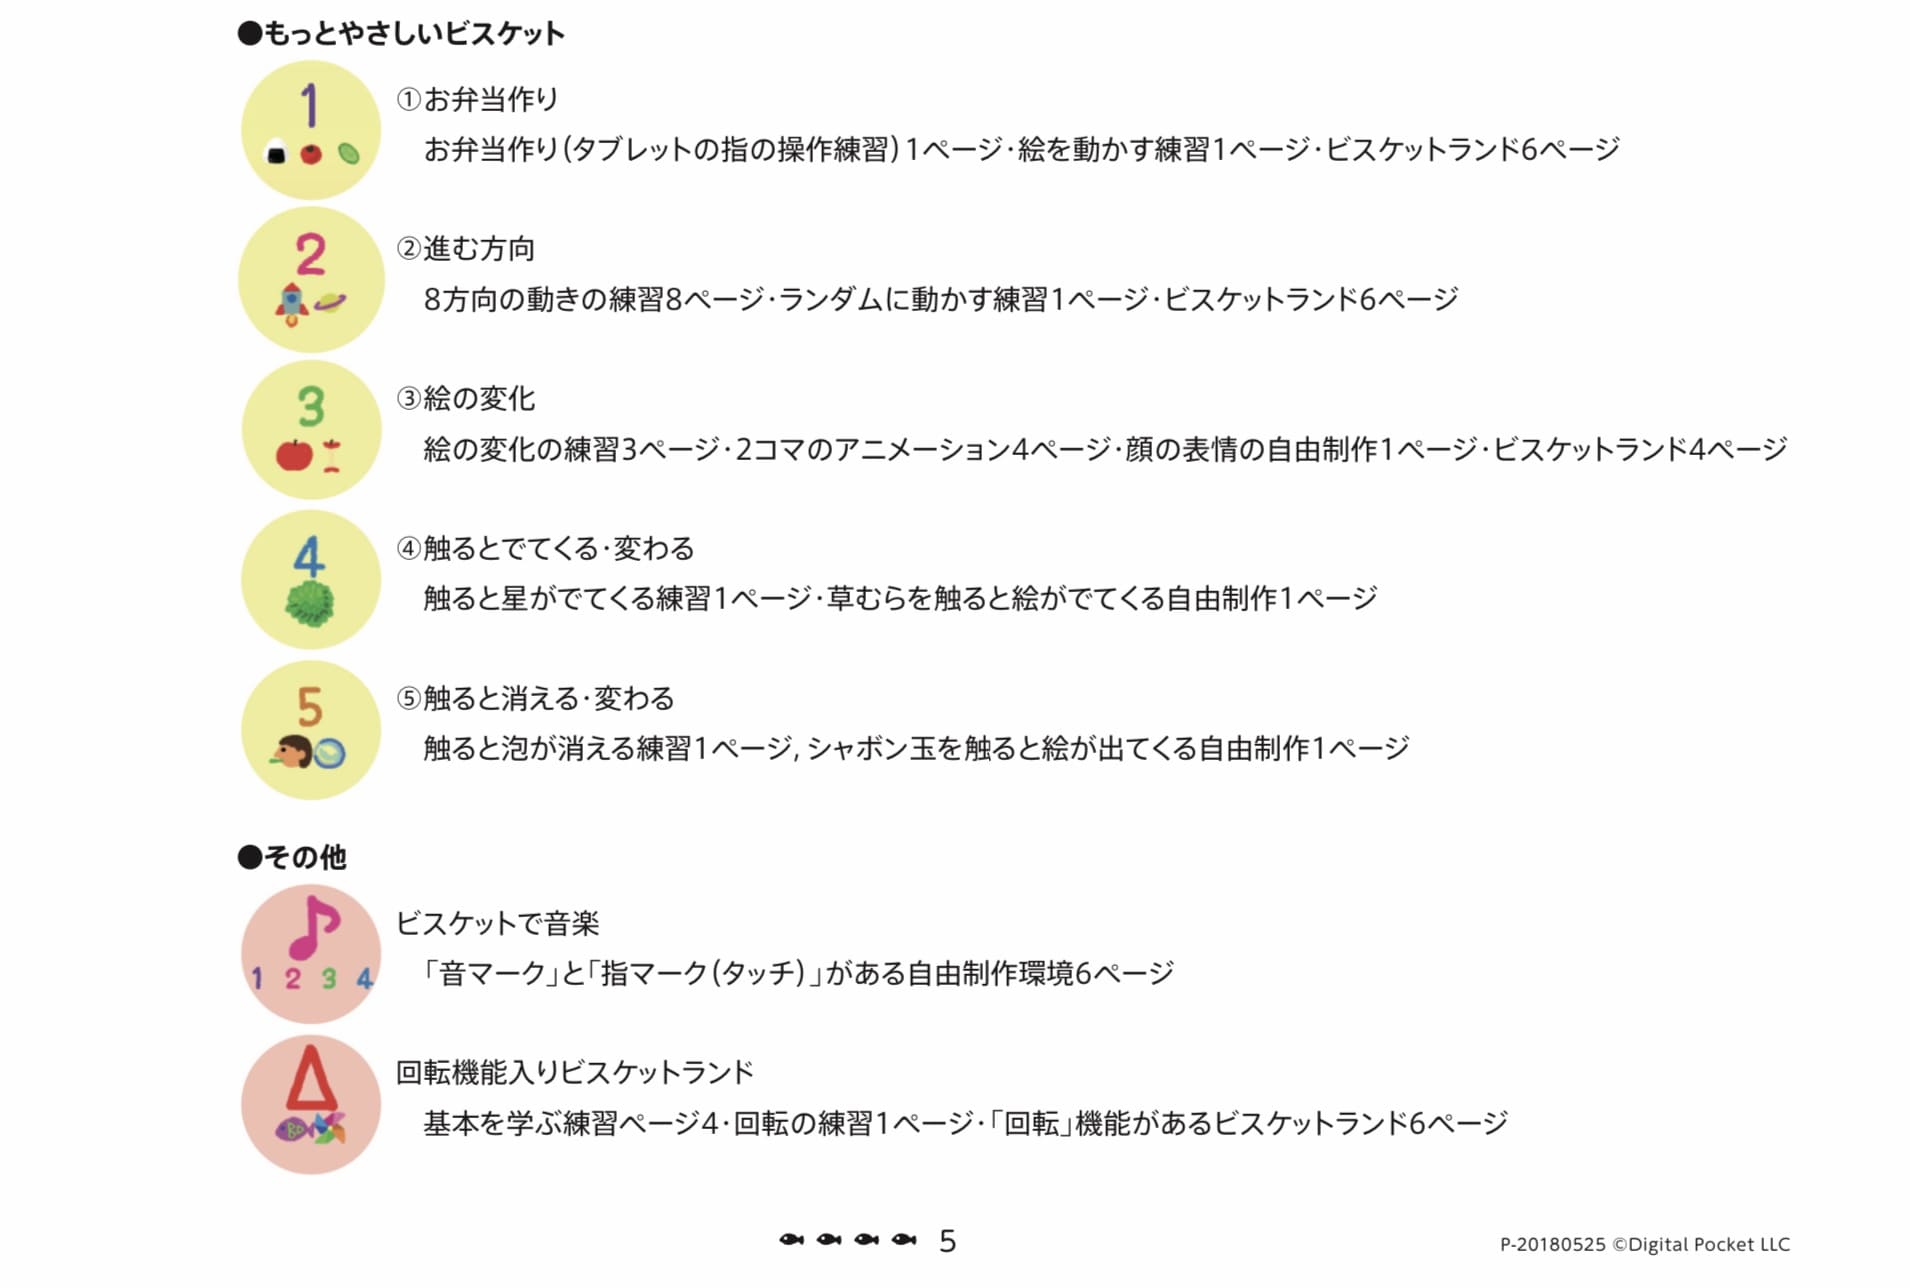 ●もっとやさしいビスケット
1
①お弁当作り
お弁当作り(タブレットの指の操作練習)1ページ・絵を動かす練習1ページ・ビスケットランド6ページ
2
②進む方向
8方向の動きの練習8ページ・ランダムに動かす練習1ページ・ビスケットランド6ページ
3
③絵の変化
絵の変化の練習3ページ・2コマのアニメーション4ページ・顔の表情の自由制作1ページ・ビスケットランド4ページ
4
④触るとでてくる・変わる
触ると星がでてくる練習1ページ・草むらを触ると絵がでてくる自由制作1ページ
5
⑤触ると消える・変わる
触ると泡が消える練習1ページ, シャボン玉を触ると絵が出てくる自由制作1ページ
●その他
1 2 3 4
ビスケットで音楽
「音マーク」と「指マーク(タッチ)」がある自由制作環境6ページ
回転機能入りビスケットランド
基本を学ぶ練習ページ4・回転の練習1ページ・「回転」機能があるビスケットランド6ページ
5
P-20180525 ©Digital Pocket LLC